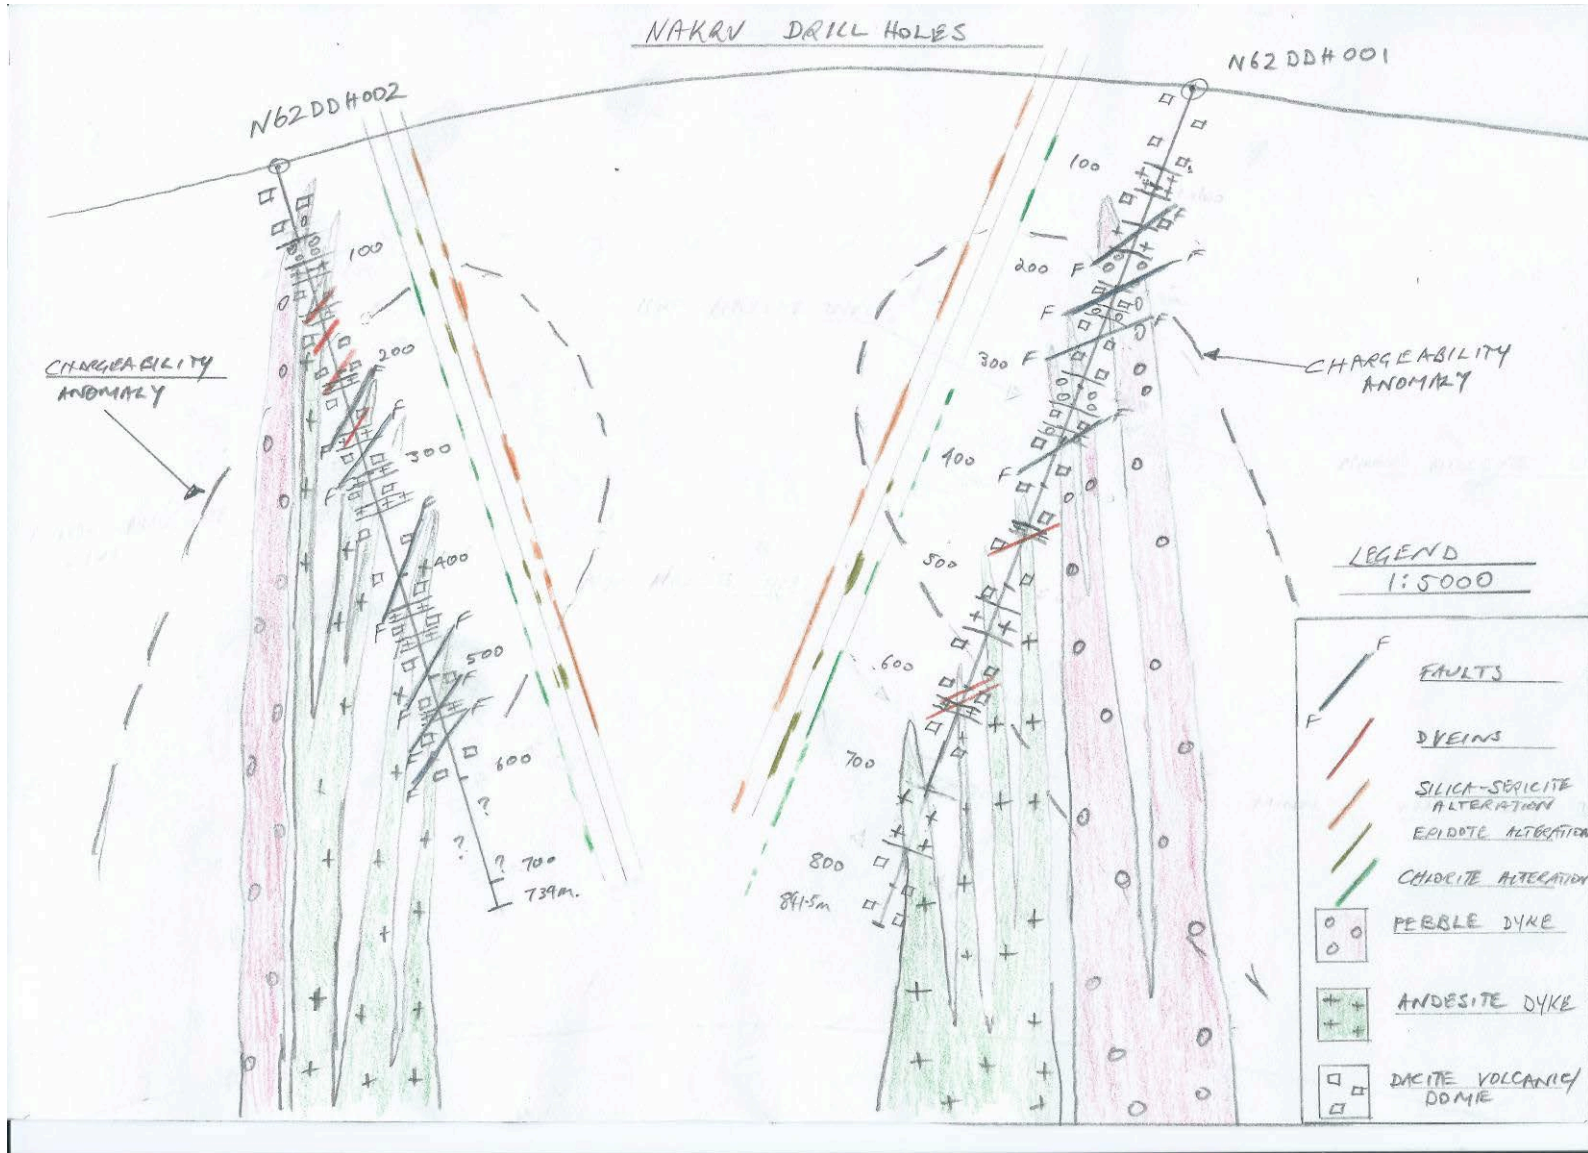 NAKRU DRILL HOLES
N62DDH002
N62DDH001
CHARGEABILITY
ANOMALY
100
200
F
F
F
300
F
F
400
F
F
500
F
F
F
600
F
F
?
?
?
700
739m.
100
F
200
F
F
F
F
300
F
F
400
F
500
600
700
800
841.5m
CHARGEABILITY
ANOMALY
LEGEND
1:5000
F
F
FAULTS
DVEINS
SILICA-SERICITE
ALTERATION
EPIDOTE ALTERATION
CHLORITE ALTERATION
PEBBLE DYKE
ANDESITE DYKE
DACITE VOLCANIC/
DOME